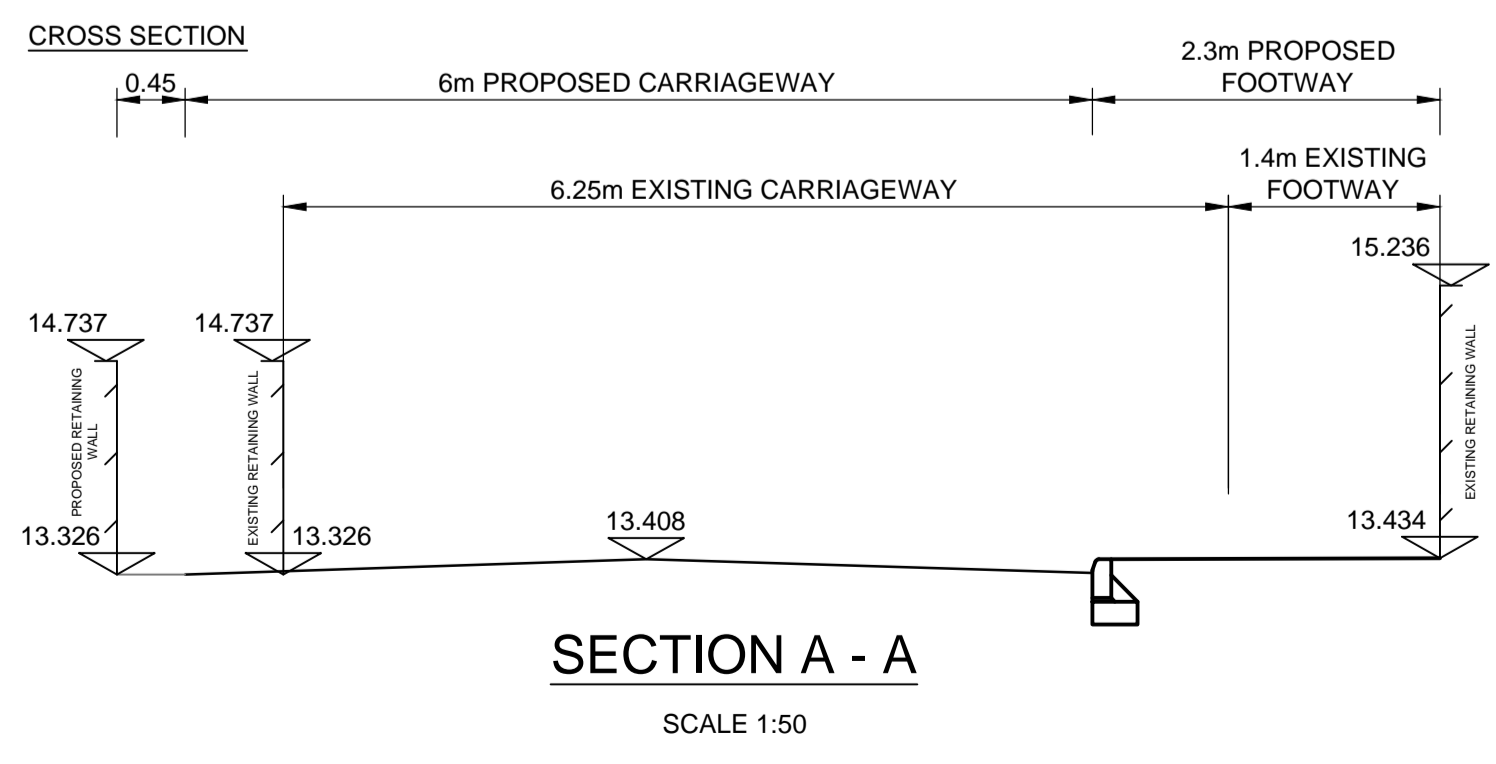 CROSS SECTION
0.45
6m PROPOSED CARRIAGEWAY
2.3m PROPOSED
FOOTWAY
6.25m EXISTING CARRIAGEWAY
1.4m EXISTING
FOOTWAY
15.236
14.737
14.737
PROPOSED RETAINING
WALL
EXISTING RETAINING WALL
EXISTING RETAINING WALL
13.326
13.326
13.408
13.434
SECTION A - A
SCALE 1:50